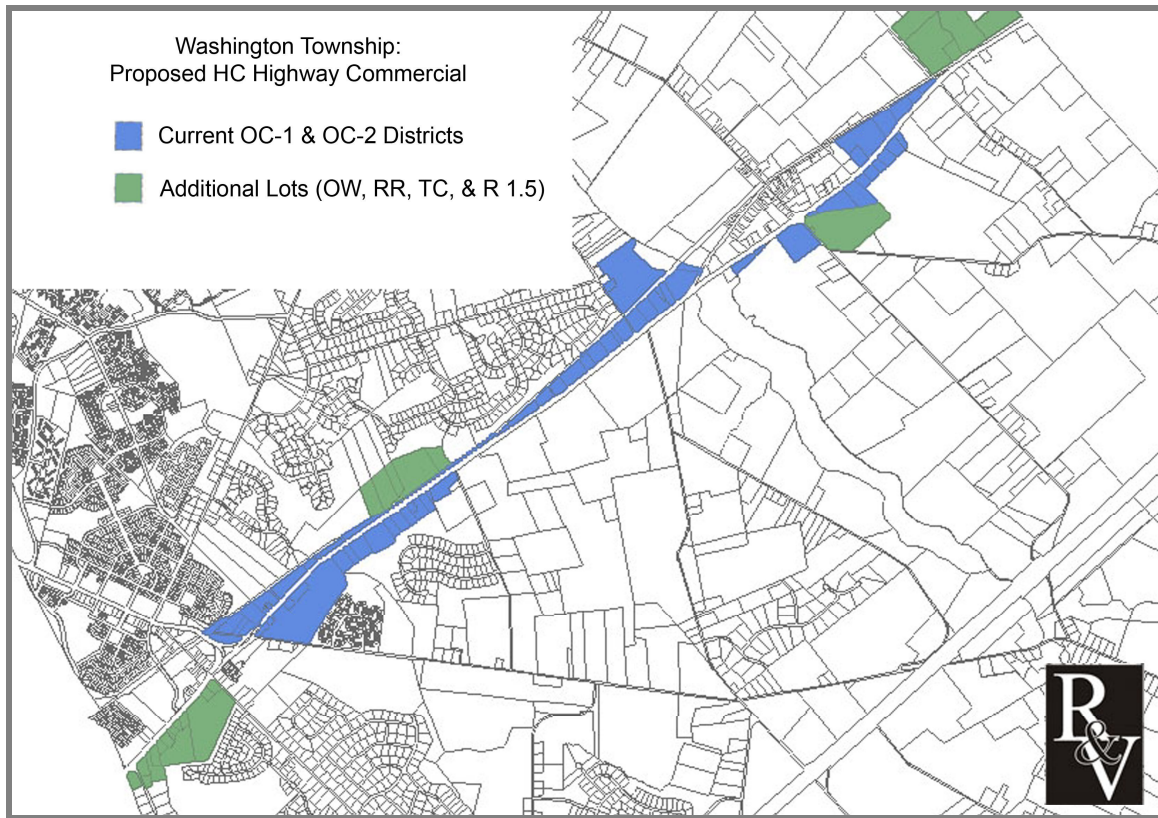 Washington Township:
Proposed HC Highway Commercial
Current OC-1 & OC-2 Districts
Additional Lots (OW, RR, TC, & R 1.5)
R&V